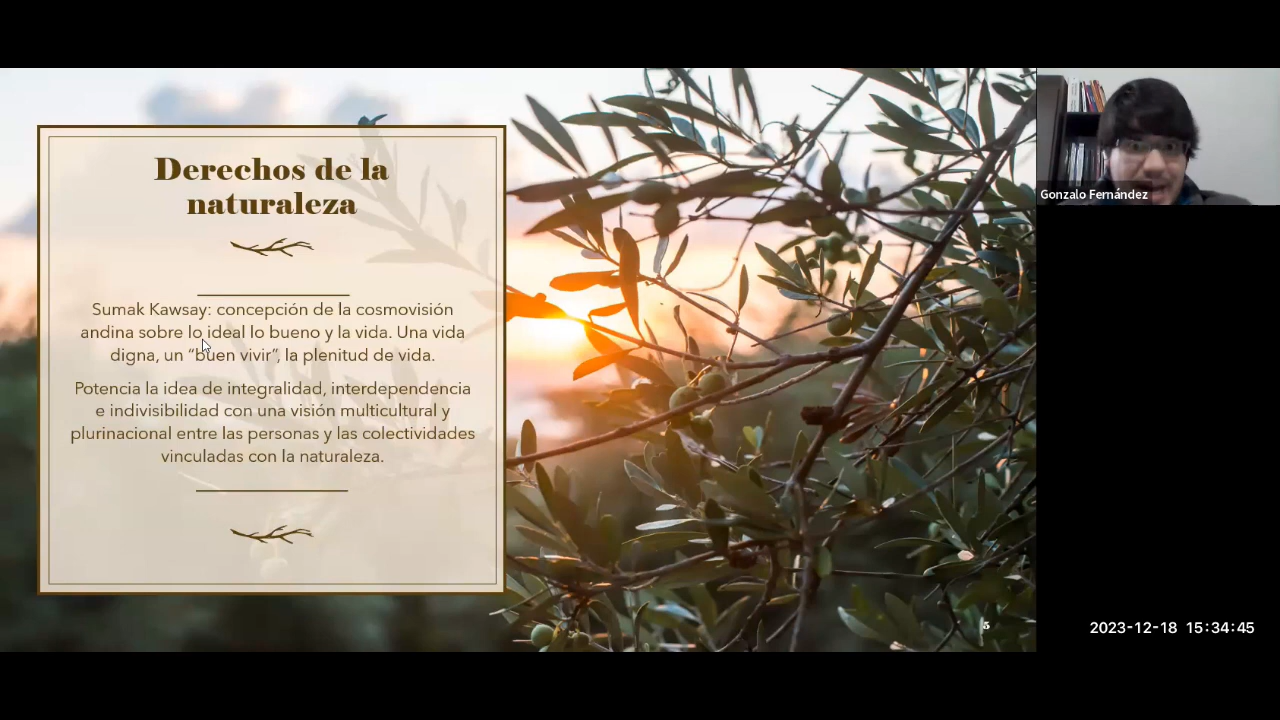 Derechos de la
naturaleza
Sumak Kawsay: concepción de la cosmovisión
andina sobre lo ideal lo bueno y la vida. Una vida
digna, un “buen vivir”, la plenitud de vida.
Potencia la idea de integralidad, interdependencia
e indivisibilidad con una visión multicultural y
plurinacional entre las personas y las colectividades
vinculadas con la naturaleza.
5
Gonzalo Fernández
2023-12-18 15:34:45